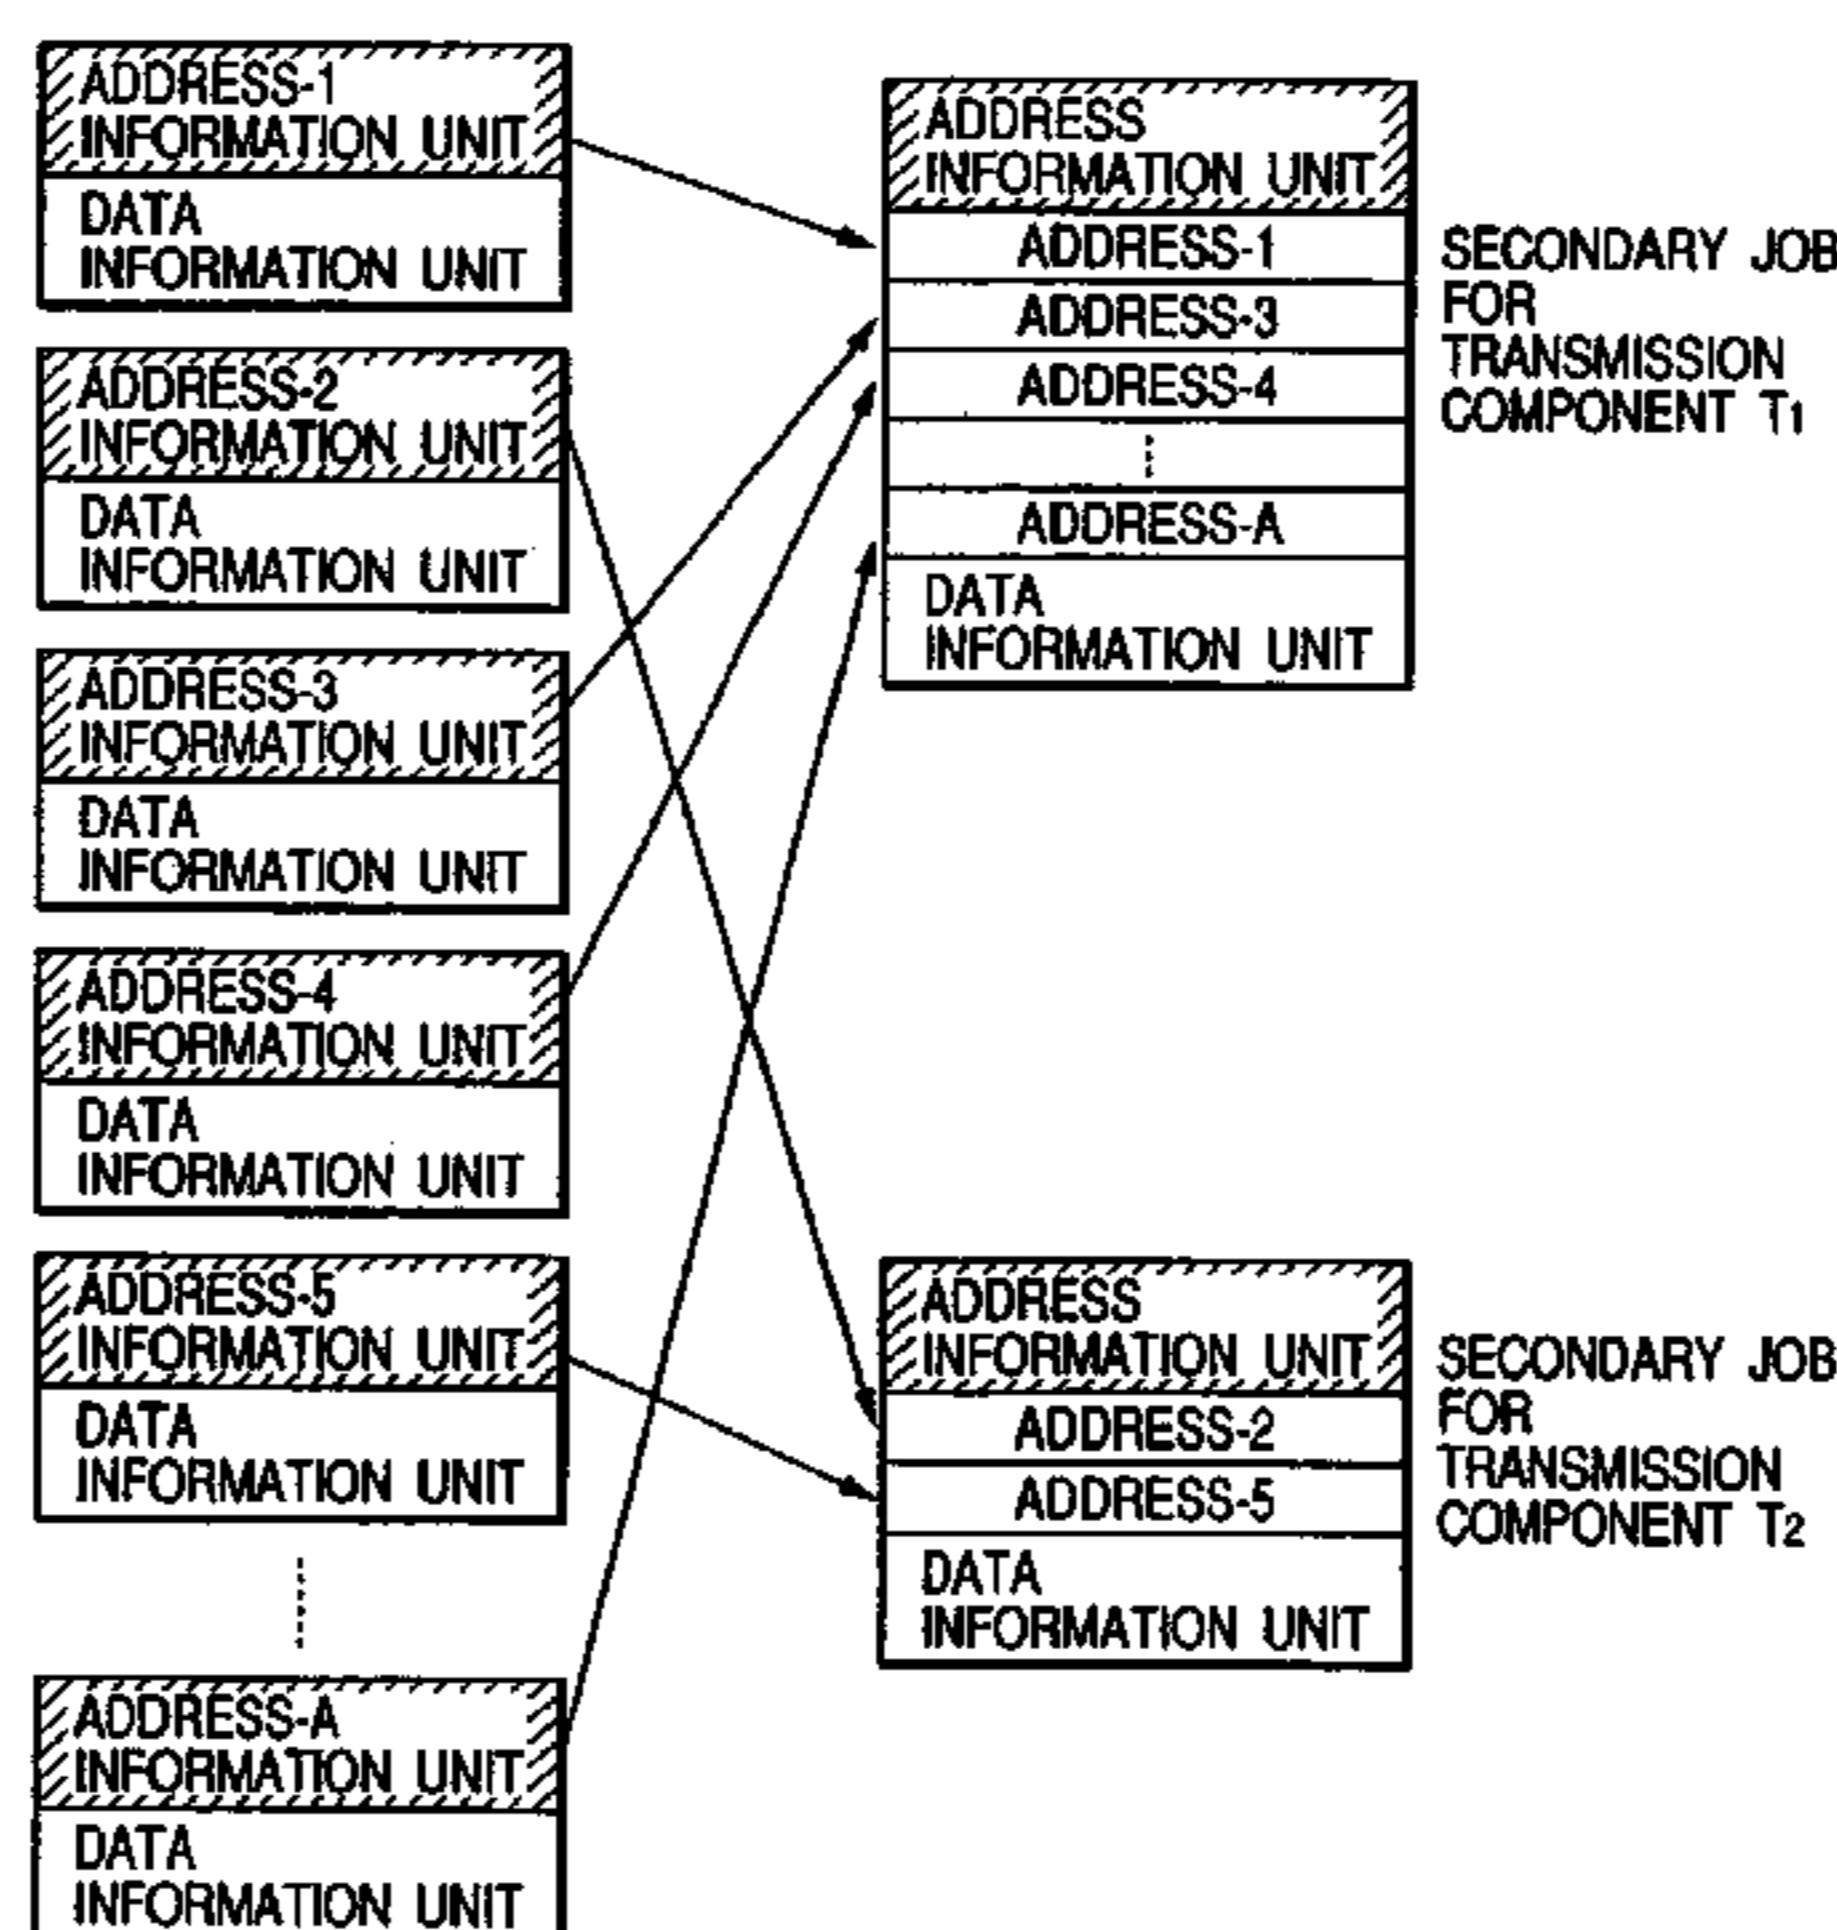 ADDRESS-1
INFORMATION UNIT
DATA
INFORMATION UNIT
ADDRESS-2
INFORMATION UNIT
DATA
INFORMATION UNIT
ADDRESS-3
INFORMATION UNIT
DATA
INFORMATION UNIT
ADDRESS-4
INFORMATION UNIT
DATA
INFORMATION UNIT
ADDRESS-5
INFORMATION UNIT
DATA
INFORMATION UNIT
ADDRESS-A
INFORMATION UNIT
DATA
INFORMATION UNIT
ADDRESS
INFORMATION UNIT
ADDRESS-1
ADDRESS-3
ADDRESS-4
ADDRESS-A
DATA
INFORMATION UNIT
SECONDARY JOB
FOR
TRANSMISSION
COMPONENT T1
ADDRESS
INFORMATION UNIT
ADDRESS-2
ADDRESS-5
DATA
INFORMATION UNIT
SECONDARY JOB
FOR
TRANSMISSION
COMPONENT T2